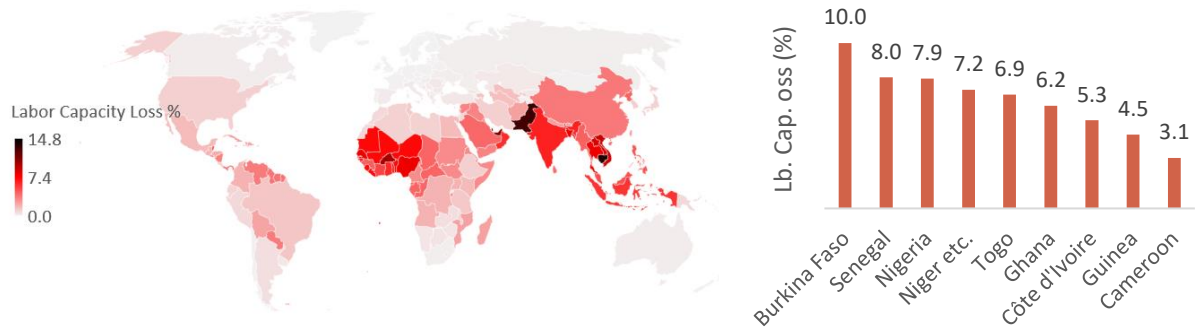 Labor Capacity Loss %
14.8
7.4
0.0
Lb. Cap. oss (%)
10.0
8.0
7.9
7.2
6.9
6.2
5.3
4.5
3.1
Burkina Faso
Senegal
Nigeria
Niger etc.
Togo
Ghana
Côte d'Ivoire
Guinea
Cameroon